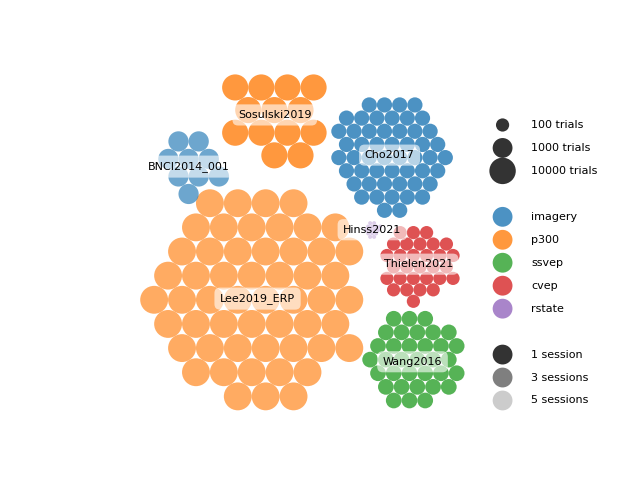 Sosulski2019
BNCI2014_001
Cho2017
Hinss2021
Thielen2021
Lee2019_ERP
Wang2016
100 trials
1000 trials
10000 trials
imagery
p300
ssvep
cvep
rstate
1 session
3 sessions
5 sessions